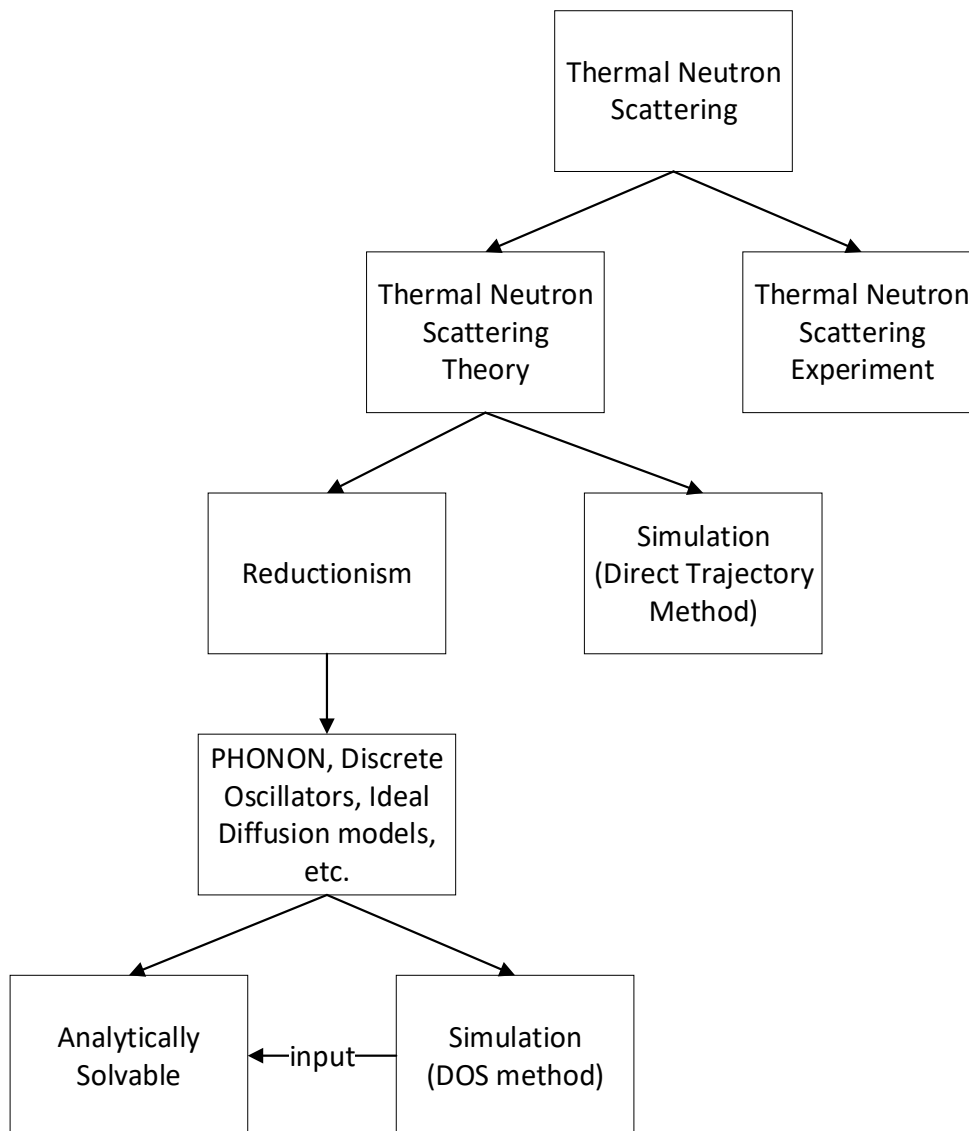 Thermal Neutron
Scattering
Thermal Neutron
Scattering
Theory
Thermal Neutron
Scattering
Experiment
Reductionism
Simulation
(Direct Trajectory
Method)
PHONON, Discrete
Oscillators, Ideal
Diffusion models,
etc.
Analytically
Solvable
input
Simulation
(DOS method)